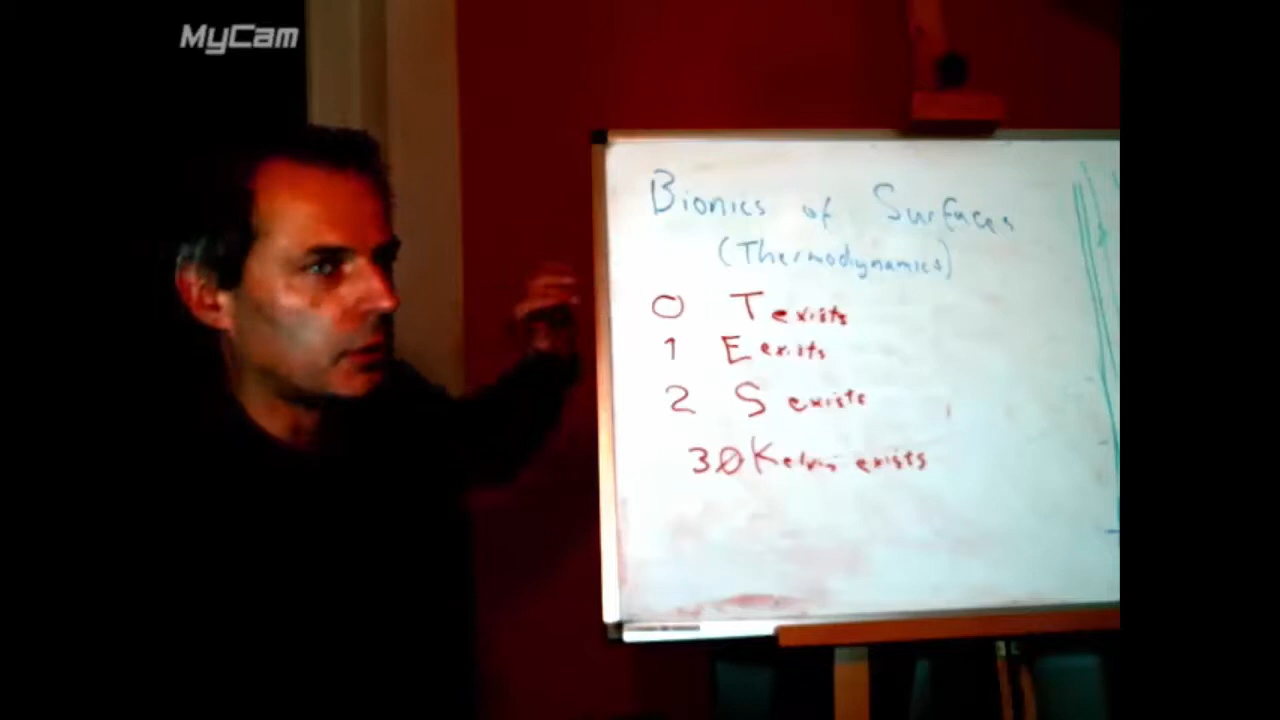 MyCam
Bionics of Surfaces
(Thermodynamics)
0 T exists
1 E exists
2 S exists
3 0 Kelvin exists